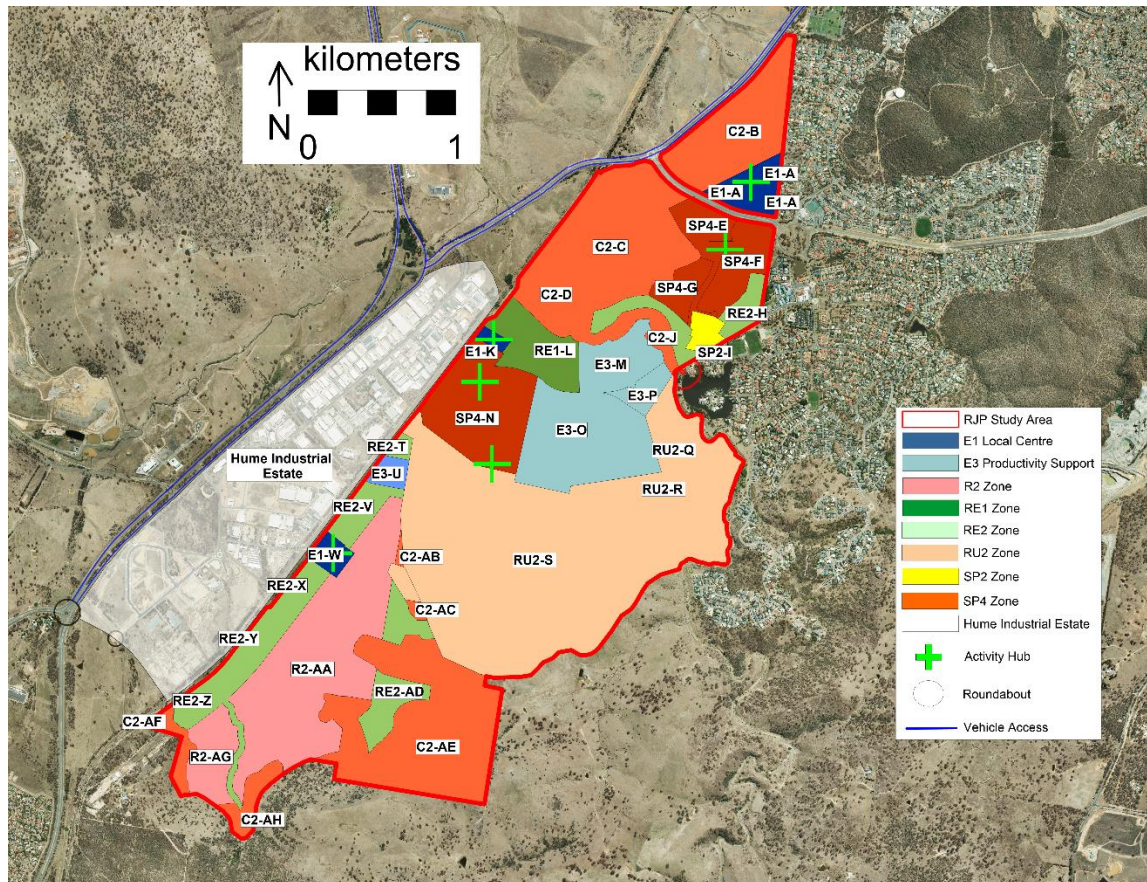 kilometers
N
0 1
C2-B
E1-A
E1-A
E1-A
SP4-E
C2-C
SP4-F
SP4-G
C2-D
RE2-H
C2-J
E1-K
RE1-L
SP2-I
E3-M
E3-P
SP4-N
E3-O
RE2-T
RU2-Q
Hume Industrial
Estate
E3-U
RU2-R
RE2-V
E1-W
C2-AB
RU2-S
RE2-X
C2-AC
RE2-Y
R2-AA
RE2-AD
RE2-Z
C2-AF
C2-AE
R2-AG
C2-AH
RJP Study Area
E1 Local Centre
E3 Productivity Support
R2 Zone
RE1 Zone
RE2 Zone
RU2 Zone
SP2 Zone
SP4 Zone
Hume Industrial Estate
Activity Hub
Roundabout
Vehicle Access